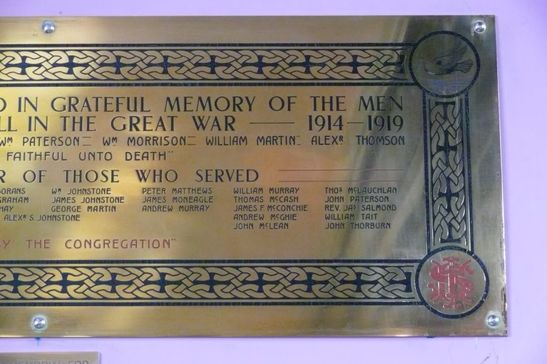 D IN GRATEFUL MEMORY OF THE MEN
LL IN THE GREAT WAR — 1914–1919
WM PATERSON WM MORRISON WILLIAM MARTIN ALEXR THOMSON
FAITHFUL UNTO DEATH"
R OF THOSE WHO SERVED
ORANS WM JOHNSTONE PETER MATTHEWS WILLIAM MURRAY THOS MCLAUCHLAN
GRAHAM JAMES JOHNSTONE JAMES MONEAGLE THOMAS MCCASH JOHN PATERSON
HAY GEORGE MARTIN ANDREW MURRAY JAMES F. MCCONCHIE REV. JAS SALMOND
ALEXR S. JOHNSTONE ANDREW MCGHIE WILLIAM TAIT
JOHN MCLEAN JOHN THORBURN
BY THE CONGREGATION"